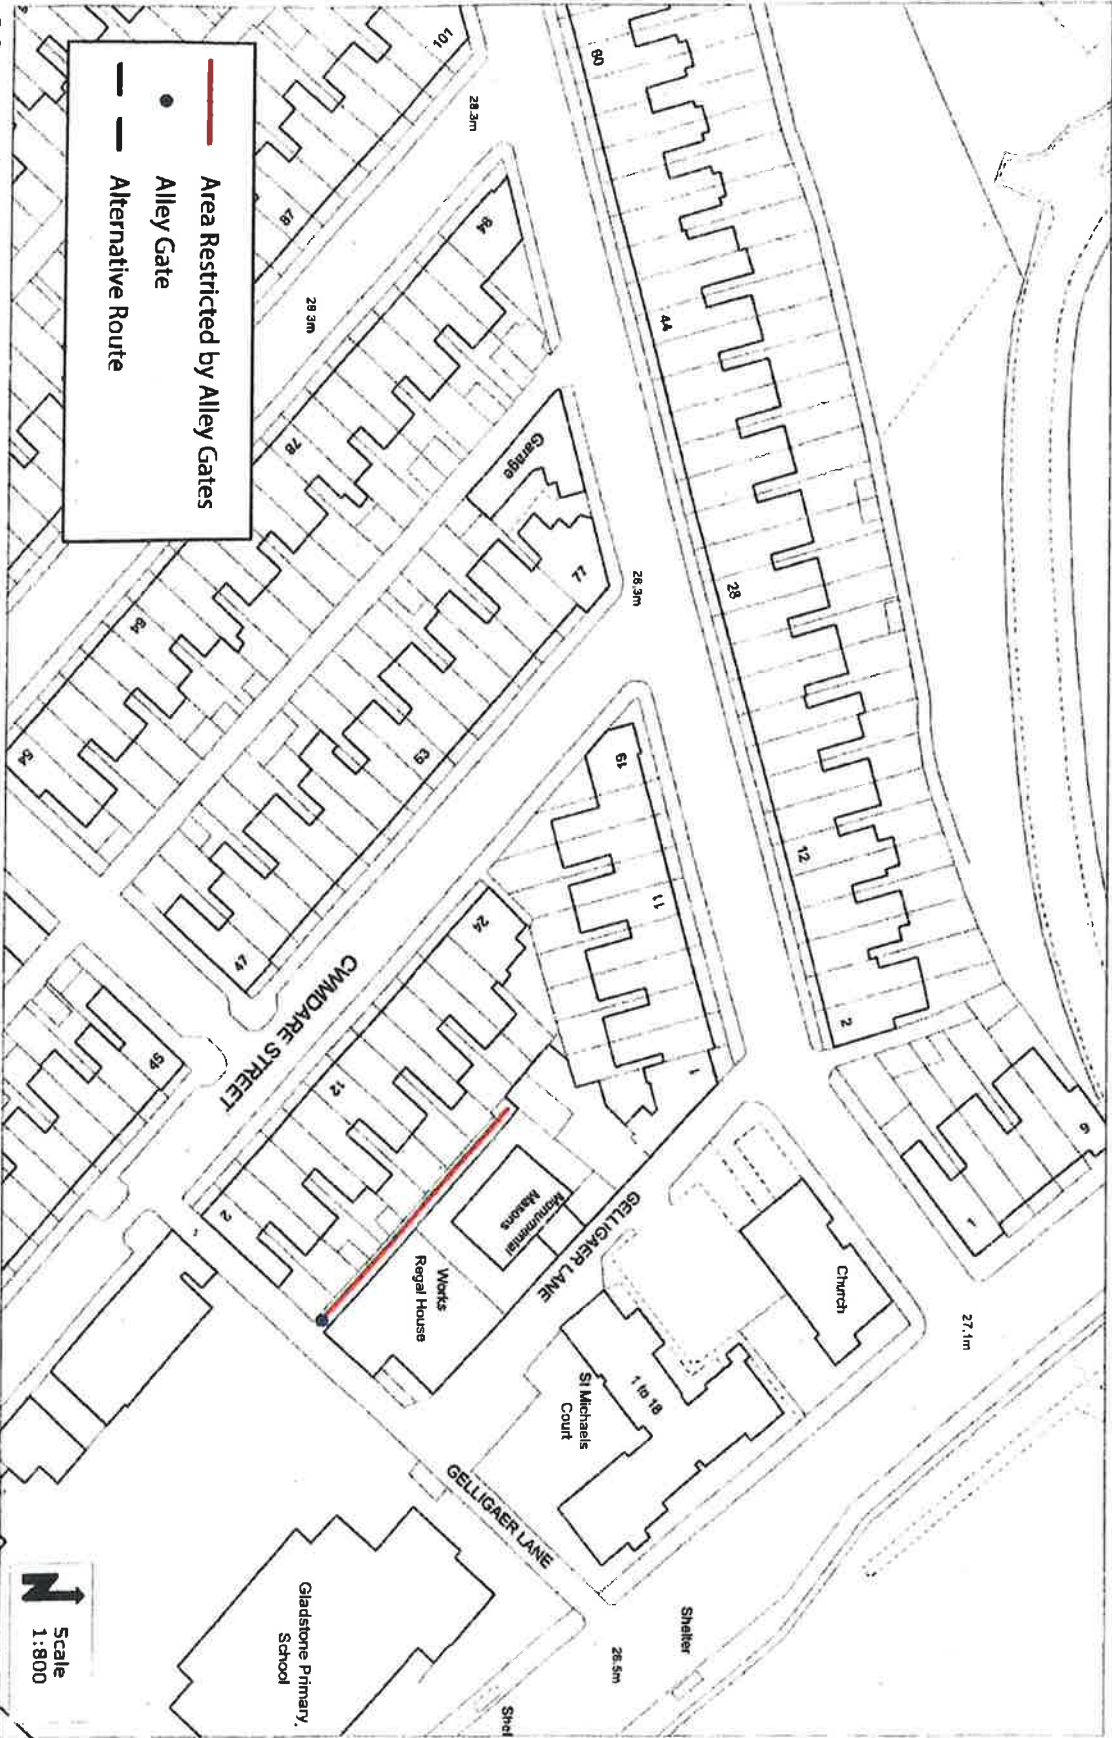 Area Restricted by Alley Gates
Alley Gate
Alternative Route
101
87
28.3m
28.3m
94
78
64
54
Garage
77
63
47
45
28.3m
60
44
28
12
2
19
11
1
24
12
2
1
CWMDARE STREET
GELLIGAER LANE
Monumental
Masons
Works
Regal House
Church
1 to 18
St Michaels
Court
GELLIGAER LANE
1
27.1m
26.5m
Shelter
Gladstone Primary
School
N
Scale
1:800